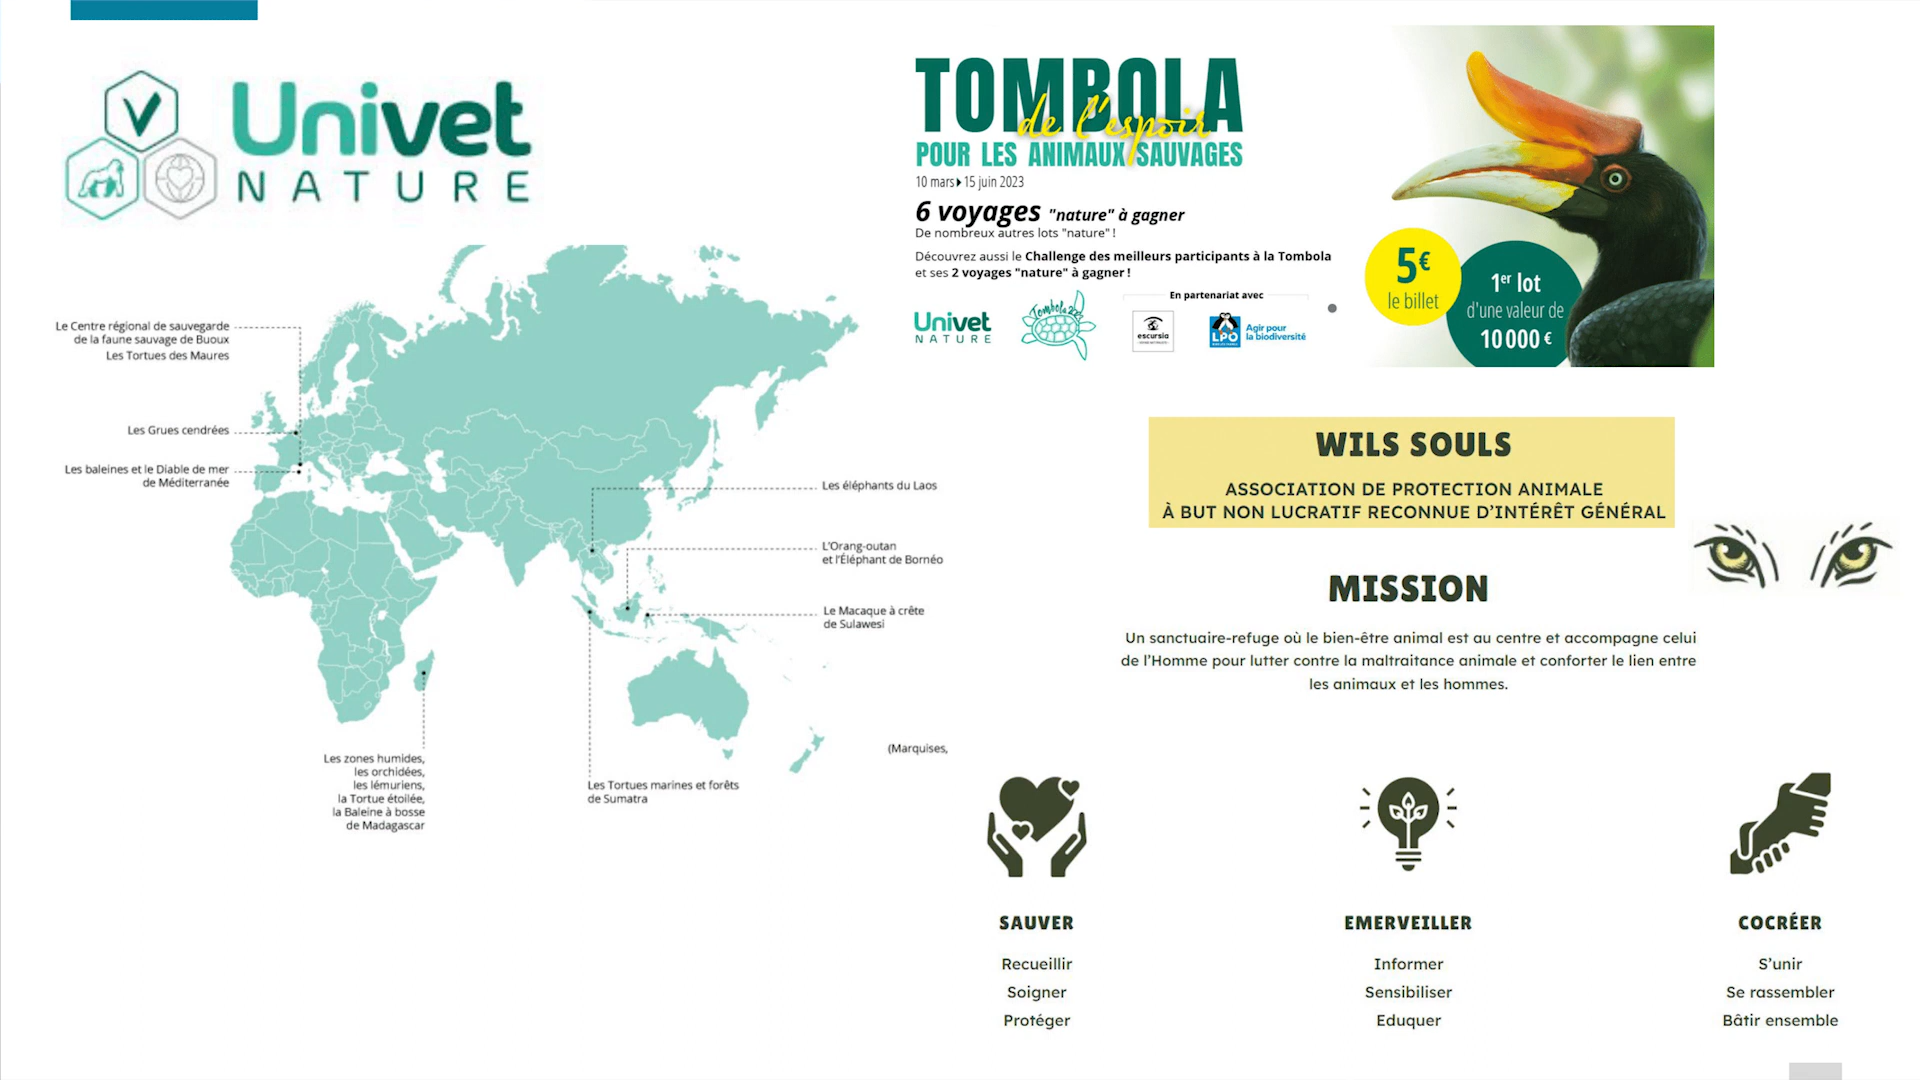 Univet
NATURE
Le Centre régional de sauvegarde
de la faune sauvage de Buoux
Les Tortues des Maures
Les Grues cendrées
Les baleines et le Diable de mer
de Méditerranée
Les éléphants du Laos
L'Orang-outan
et l'Éléphant de Bornéo
Le Macaque à crête
de Sulawesi
(Marquises,
Les zones humides,
les orchidées,
les lémuriens,
la Tortue étoilée,
la Baleine à bosse
de Madagascar
Les Tortues marines et forêts
de Sumatra
TOMBOLA
de l'espoir
POUR LES ANIMAUX SAUVAGES
10 mars 15 juin 2023
6 voyages "nature" à gagner
De nombreux autres lots "nature" !
Découvrez aussi le Challenge des meilleurs participants à la Tombola
et ses 2 voyages "nature" à gagner !
En partenariat avec
Univet
NATURE
escursia
LPO
Agir pour
la biodiversité
5€
le billet
1er lot
d'une valeur de
10 000 €
WILS SOULS
ASSOCIATION DE PROTECTION ANIMALE
À BUT NON LUCRATIF RECONNUE D'INTÉRÊT GÉNÉRAL
MISSION
Un sanctuaire-refuge où le bien-être animal est au centre et accompagne celui
de l'Homme pour lutter contre la maltraitance animale et conforter le lien entre
les animaux et les hommes.
SAUVER
Recueillir
Soigner
Protéger
EMERVEILLER
Informer
Sensibiliser
Eduquer
COCRÉER
S'unir
Se rassembler
Bâtir ensemble